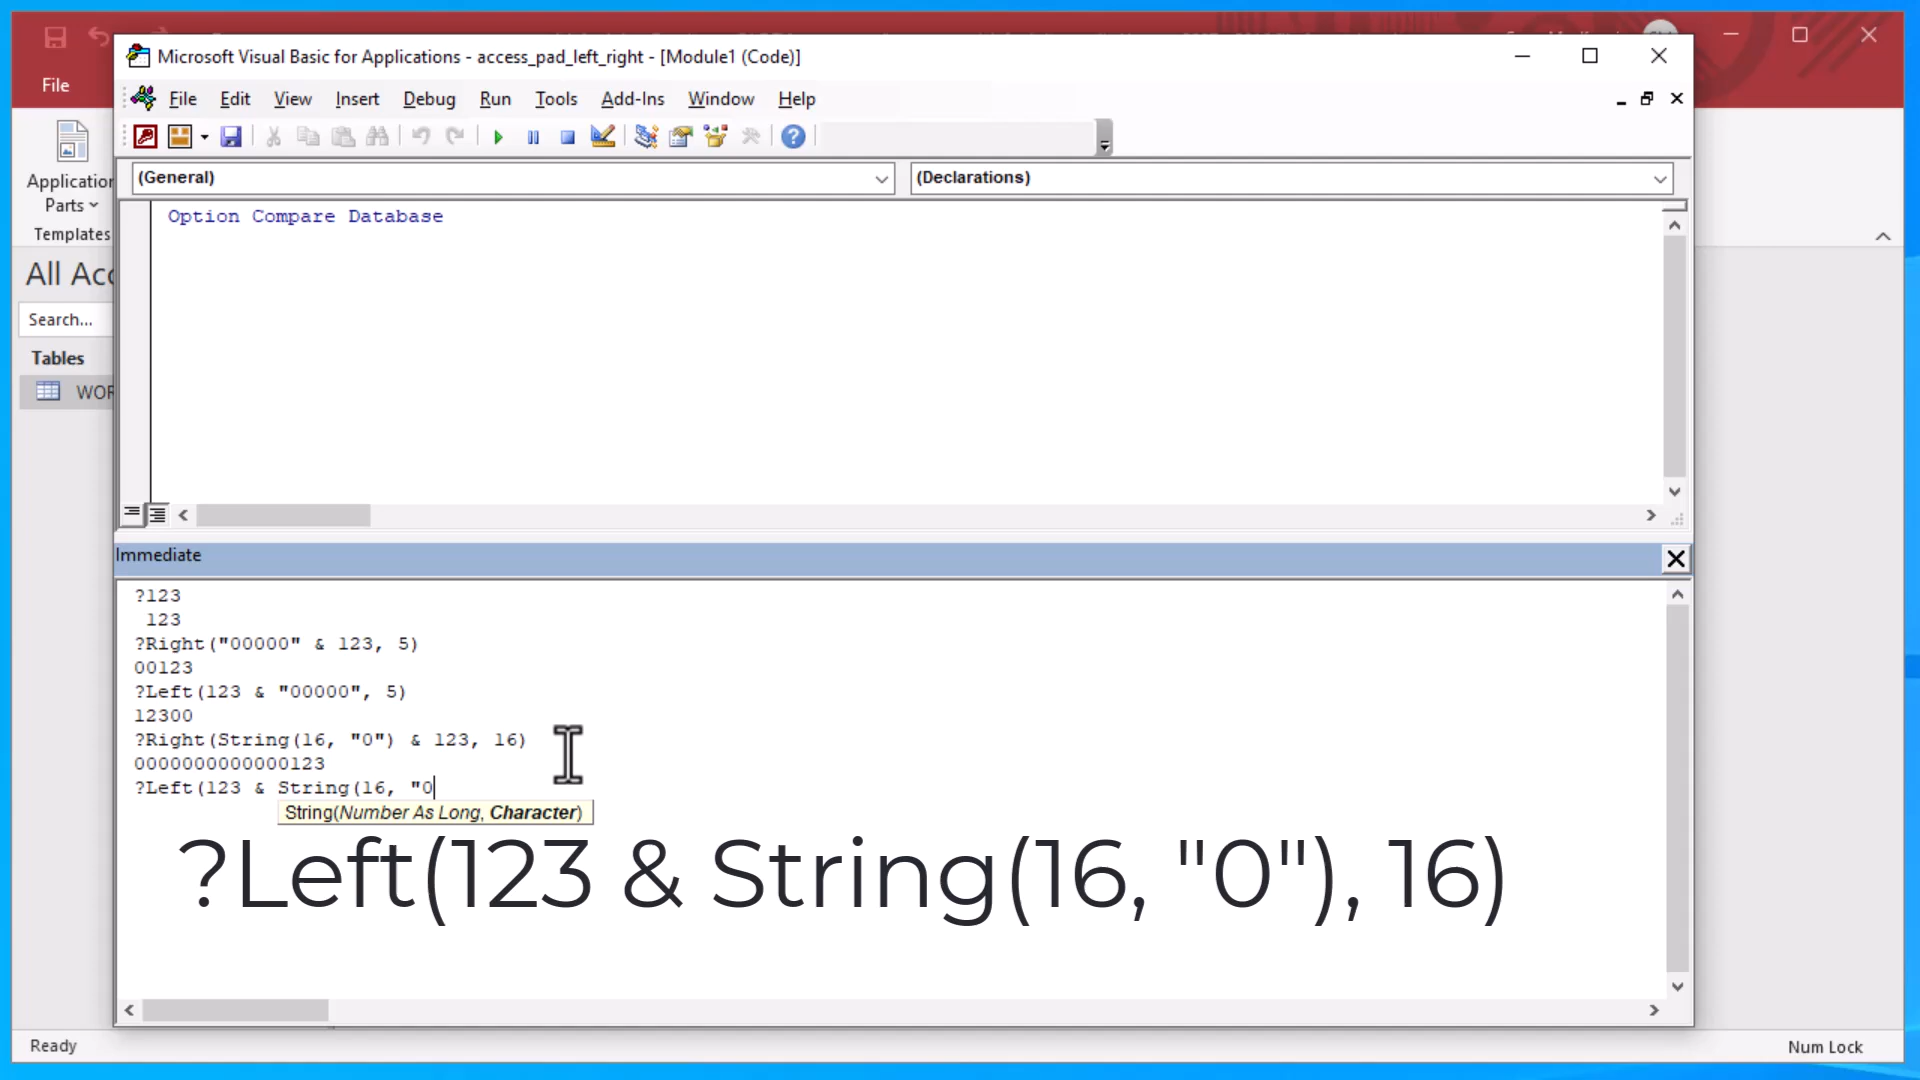 Microsoft Visual Basic for Applications - access_pad_left_right - [Module1 (Code)]
File
File Edit View Insert Debug Run Tools Add-Ins Window Help
Application
Parts
Templates
(General)
(Declarations)
Option Compare Database
All Acc
Search...
Tables
WOR
Immediate
?123
123
?Right("00000" & 123, 5)
00123
?Left(123 & "00000", 5)
12300
?Right(String(16, "0") & 123, 16)
0000000000000123
?Left(123 & String(16, "0
String(Number As Long, Character)
?Left(123 & String(16, "0"), 16)
Ready
Num Lock